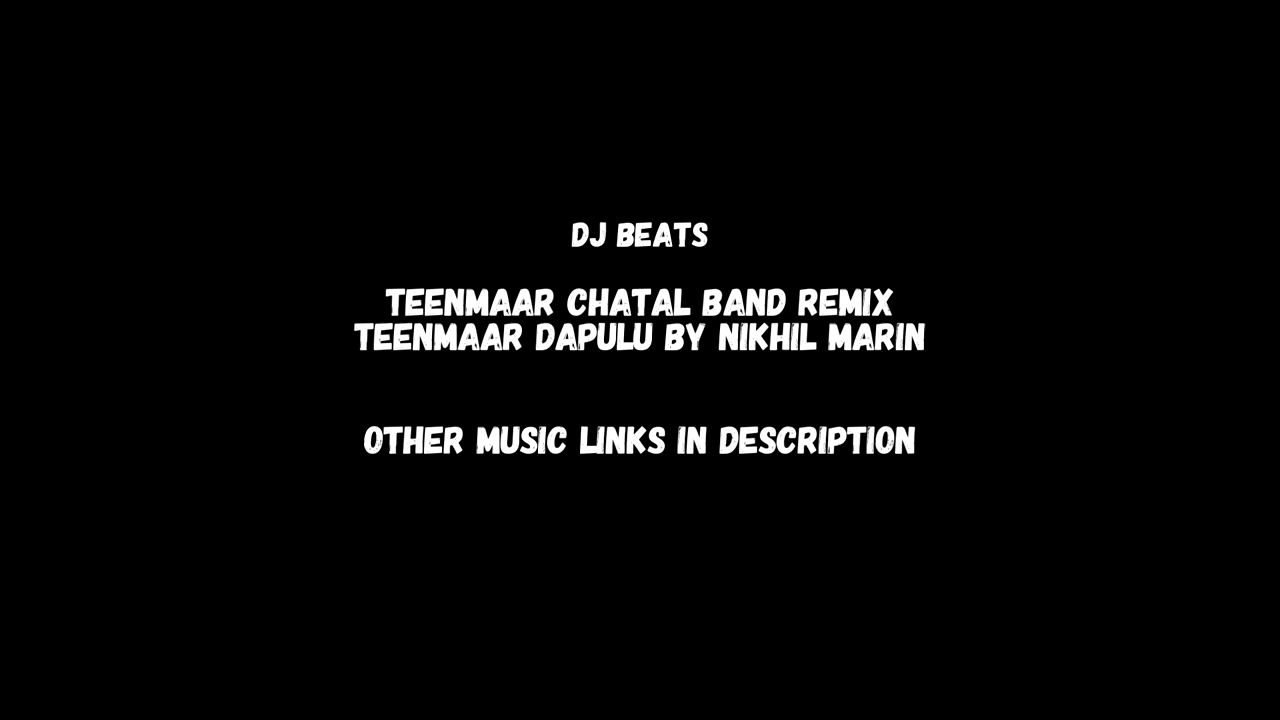 DJ BEATS
TEENMAAR CHATAL BAND REMIX
TEENMAAR DAPULU BY NIKHIL MARIN
OTHER MUSIC LINKS IN DESCRIPTION